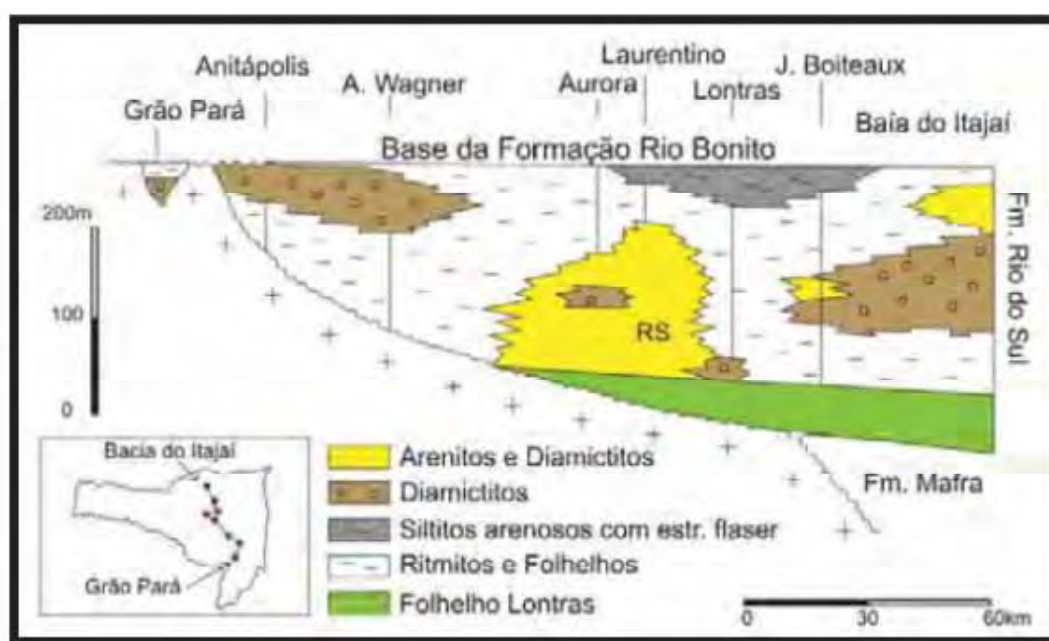 Laurentino
Anitápolis
J. Boiteaux
A. Wagner
Aurora
Lontras
Grão Pará
Baía do Itajaí
Base da Formação Rio Bonito
200m
100
0
RS
Fm. Rio do Sul
Fm. Mafra
Bacia do Itajaí
Grão Pará
Arenitos e Diamictitos
Diamictitos
Siltitos arenosos com estr. flaser
Ritmitos e Folhelhos
Folhelho Lontras
0 30 60km